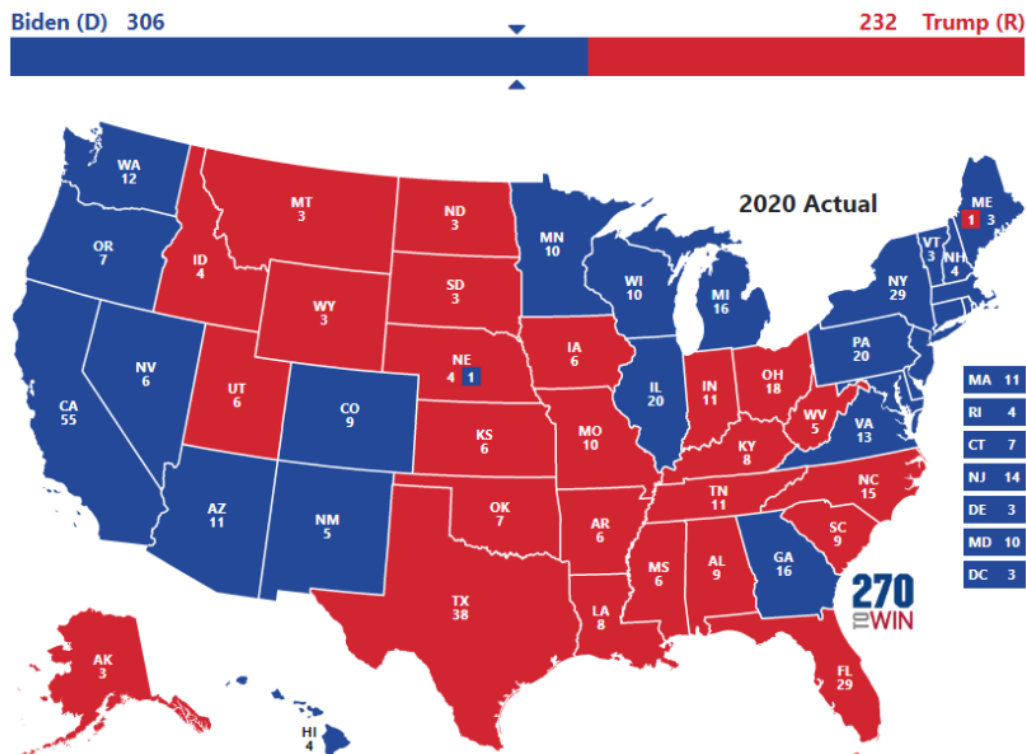 Biden (D) 306
232 Trump (R)
2020 Actual
WA
12
OR
7
CA
55
NV
6
ID
4
MT
3
WY
3
UT
6
AZ
11
CO
9
NM
5
ND
3
SD
3
NE
4 1
KS
6
OK
7
TX
38
MN
10
IA
6
MO
10
AR
6
LA
8
WI
10
IL
20
MI
16
IN
11
OH
18
KY
8
TN
11
MS
6
AL
9
GA
16
FL
29
SC
9
NC
15
WV
5
VA
13
PA
20
NY
29
VT
3
NH
4
ME
1 3
MA 11
RI 4
CT 7
NJ 14
DE 3
MD 10
DC 3
AK
3
HI
4
270
TO WIN